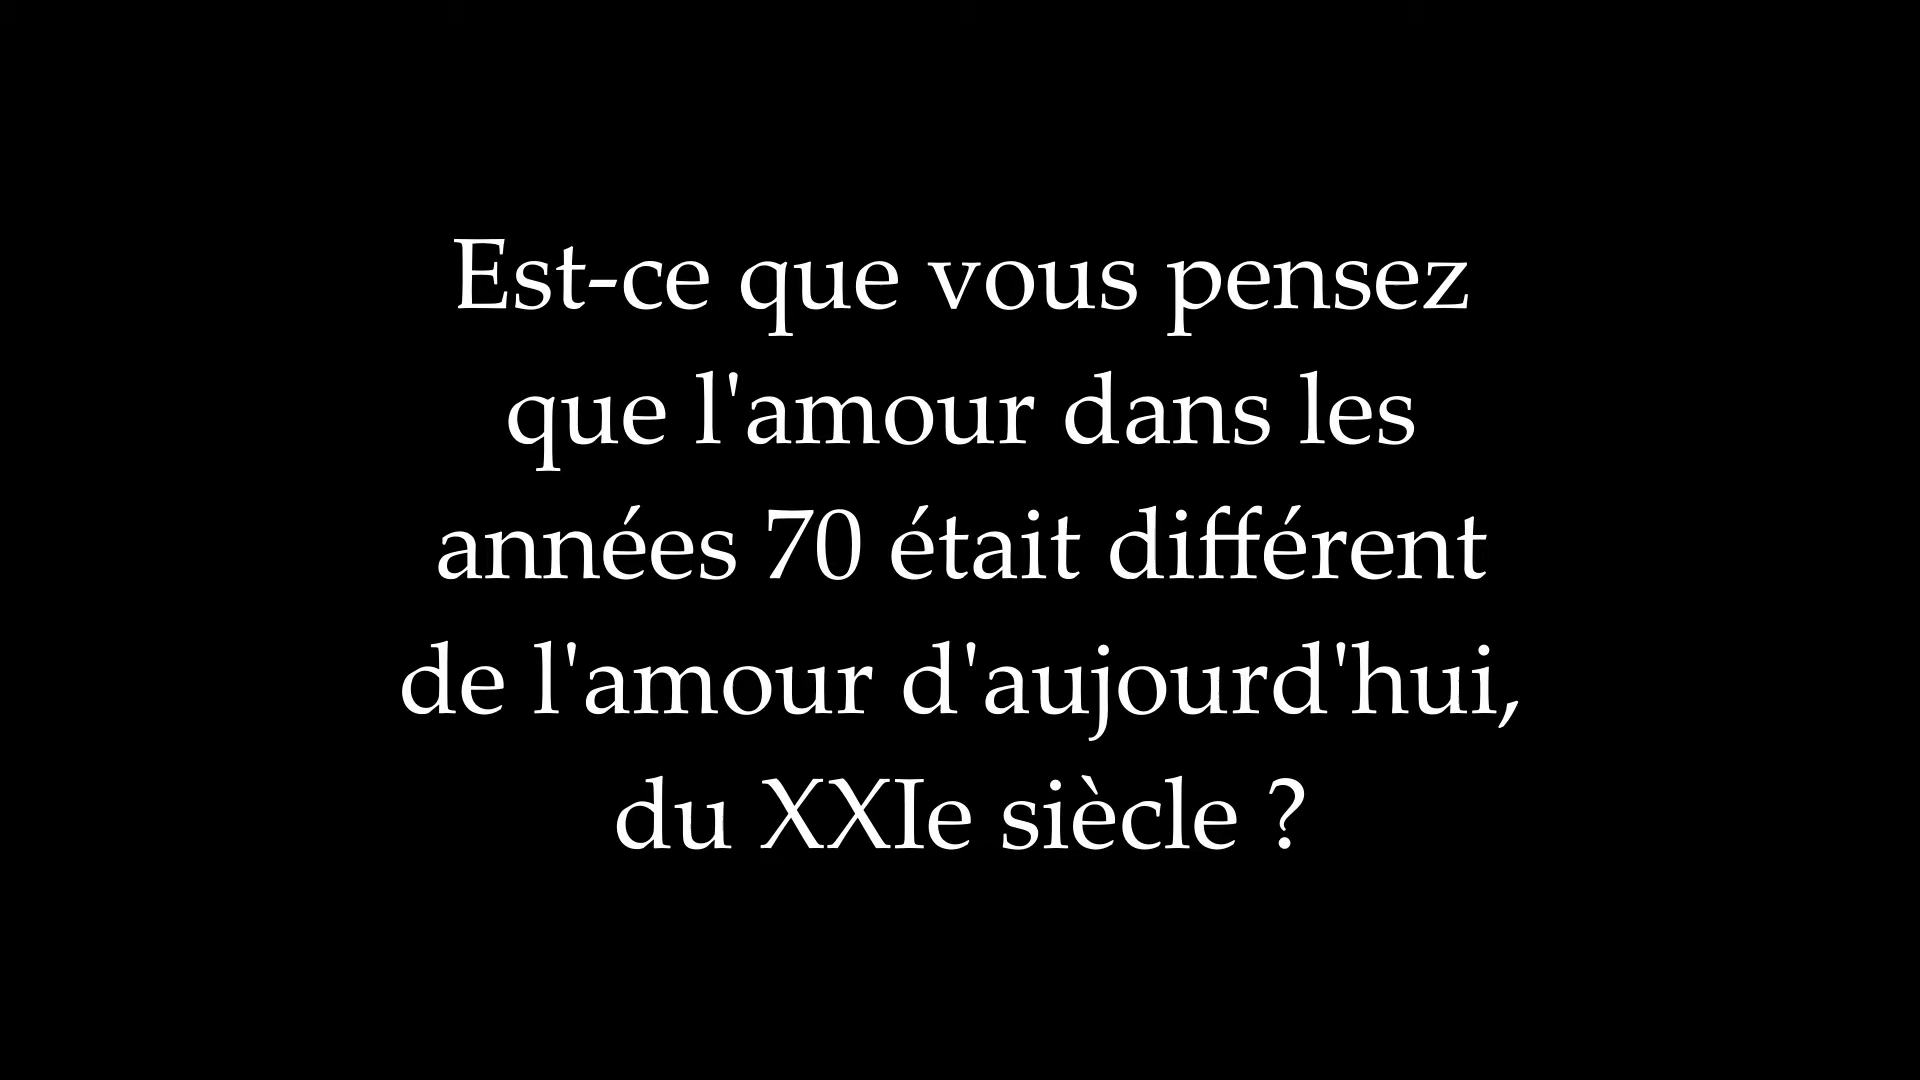 Est-ce que vous pensez
que l'amour dans les
années 70 était différent
de l'amour d'aujourd'hui,
du XXIe siècle ?